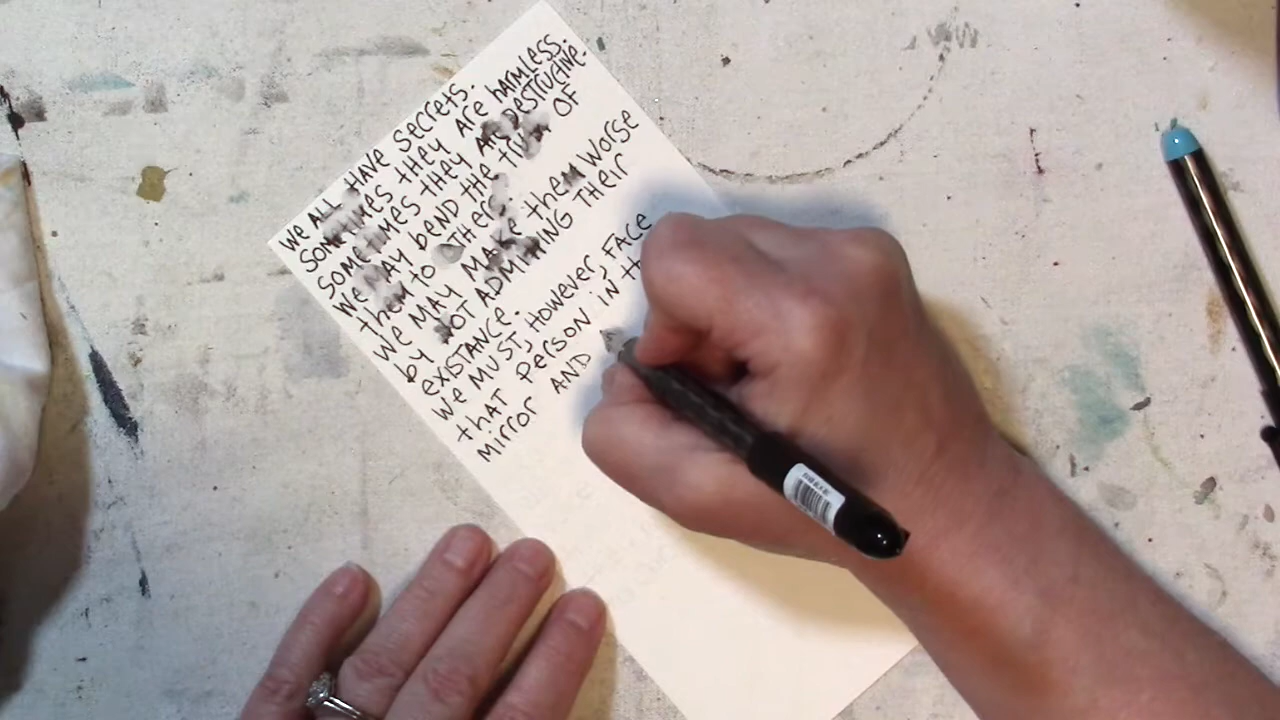 We ALL HAVE SecreTs.
SOMETIMES THEY Are HARMLESS.
SOMETIMES THEY Are DESTRUCTIVE.
We MAY beND THE OF
them to OTHERS.
We MAY MAKE theM Worse
by NOT ADMITTING THEIR
eXISTANCE.
We MUST, However, FACE
tHAT PersoN IN
Mirror AND